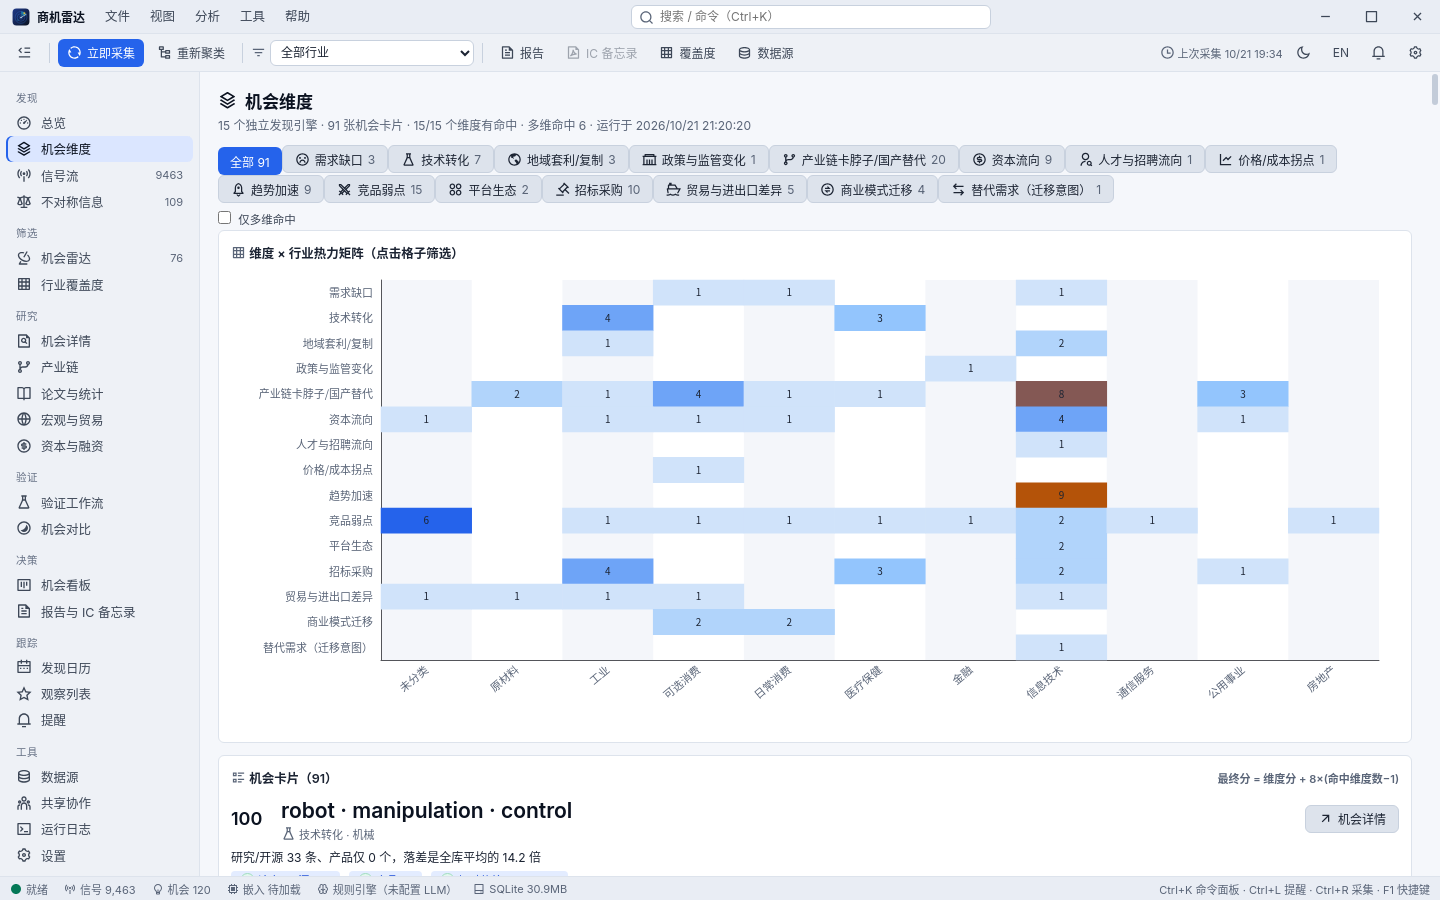 商机雷达 文件 视图 分析 工具 帮助 搜索 / 命令（Ctrl+K）
立即采集 重新聚类 全部行业 报告 IC 备忘录 覆盖度 数据源 上次采集 10/21 19:34 EN
发现
总览
机会维度
信号流 9463
不对称信息 109
筛选
机会雷达 76
行业覆盖度
研究
机会详情
产业链
论文与统计
宏观与贸易
资本与融资
验证
验证工作流
机会对比
决策
机会看板
报告与 IC 备忘录
跟踪
发现日历
观察列表
提醒
工具
数据源
共享协作
运行日志
设置
机会维度
15 个独立发现引擎 · 91 张机会卡片 · 15/15 个维度有命中 · 多维命中 6 · 运行于 2026/10/21 21:20:20
全部 91 需求缺口 3 技术转化 7 地域套利/复制 3 政策与监管变化 1 产业链卡脖子/国产替代 20 资本流向 9 人才与招聘流向 1 价格/成本拐点 1
趋势加速 9 竞品弱点 15 平台生态 2 招标采购 10 贸易与进出口差异 5 商业模式迁移 4 替代需求（迁移意图） 1
仅多维命中
维度 × 行业热力矩阵（点击格子筛选）
需求缺口 1 1 1
技术转化 4 3
地域套利/复制 1 2
政策与监管变化 1
产业链卡脖子/国产替代 2 1 4 1 1 8 3
资本流向 1 1 1 1 4 1
人才与招聘流向 1
价格/成本拐点 1
趋势加速 9
竞品弱点 6 1 1 1 1 1 2 1 1
平台生态 2
招标采购 4 3 2 1
贸易与进出口差异 1 1 1 1 1
商业模式迁移 2 2
替代需求（迁移意图） 1
未分类 原材料 工业 可选消费 日常消费 医疗保健 金融 信息技术 通信服务 公用事业 房地产
机会卡片（91） 最终分 = 维度分 + 8×(命中维度数−1)
100 robot · manipulation · control 机会详情
技术转化 · 机械
研究/开源 33 条、产品仅 0 个，落差是全库平均的 14.2 倍
就绪 信号 9,463 机会 120 嵌入 待加载 规则引擎（未配置 LLM） SQLite 30.9MB Ctrl+K 命令面板 · Ctrl+L 提醒 · Ctrl+R 采集 · F1 快捷键